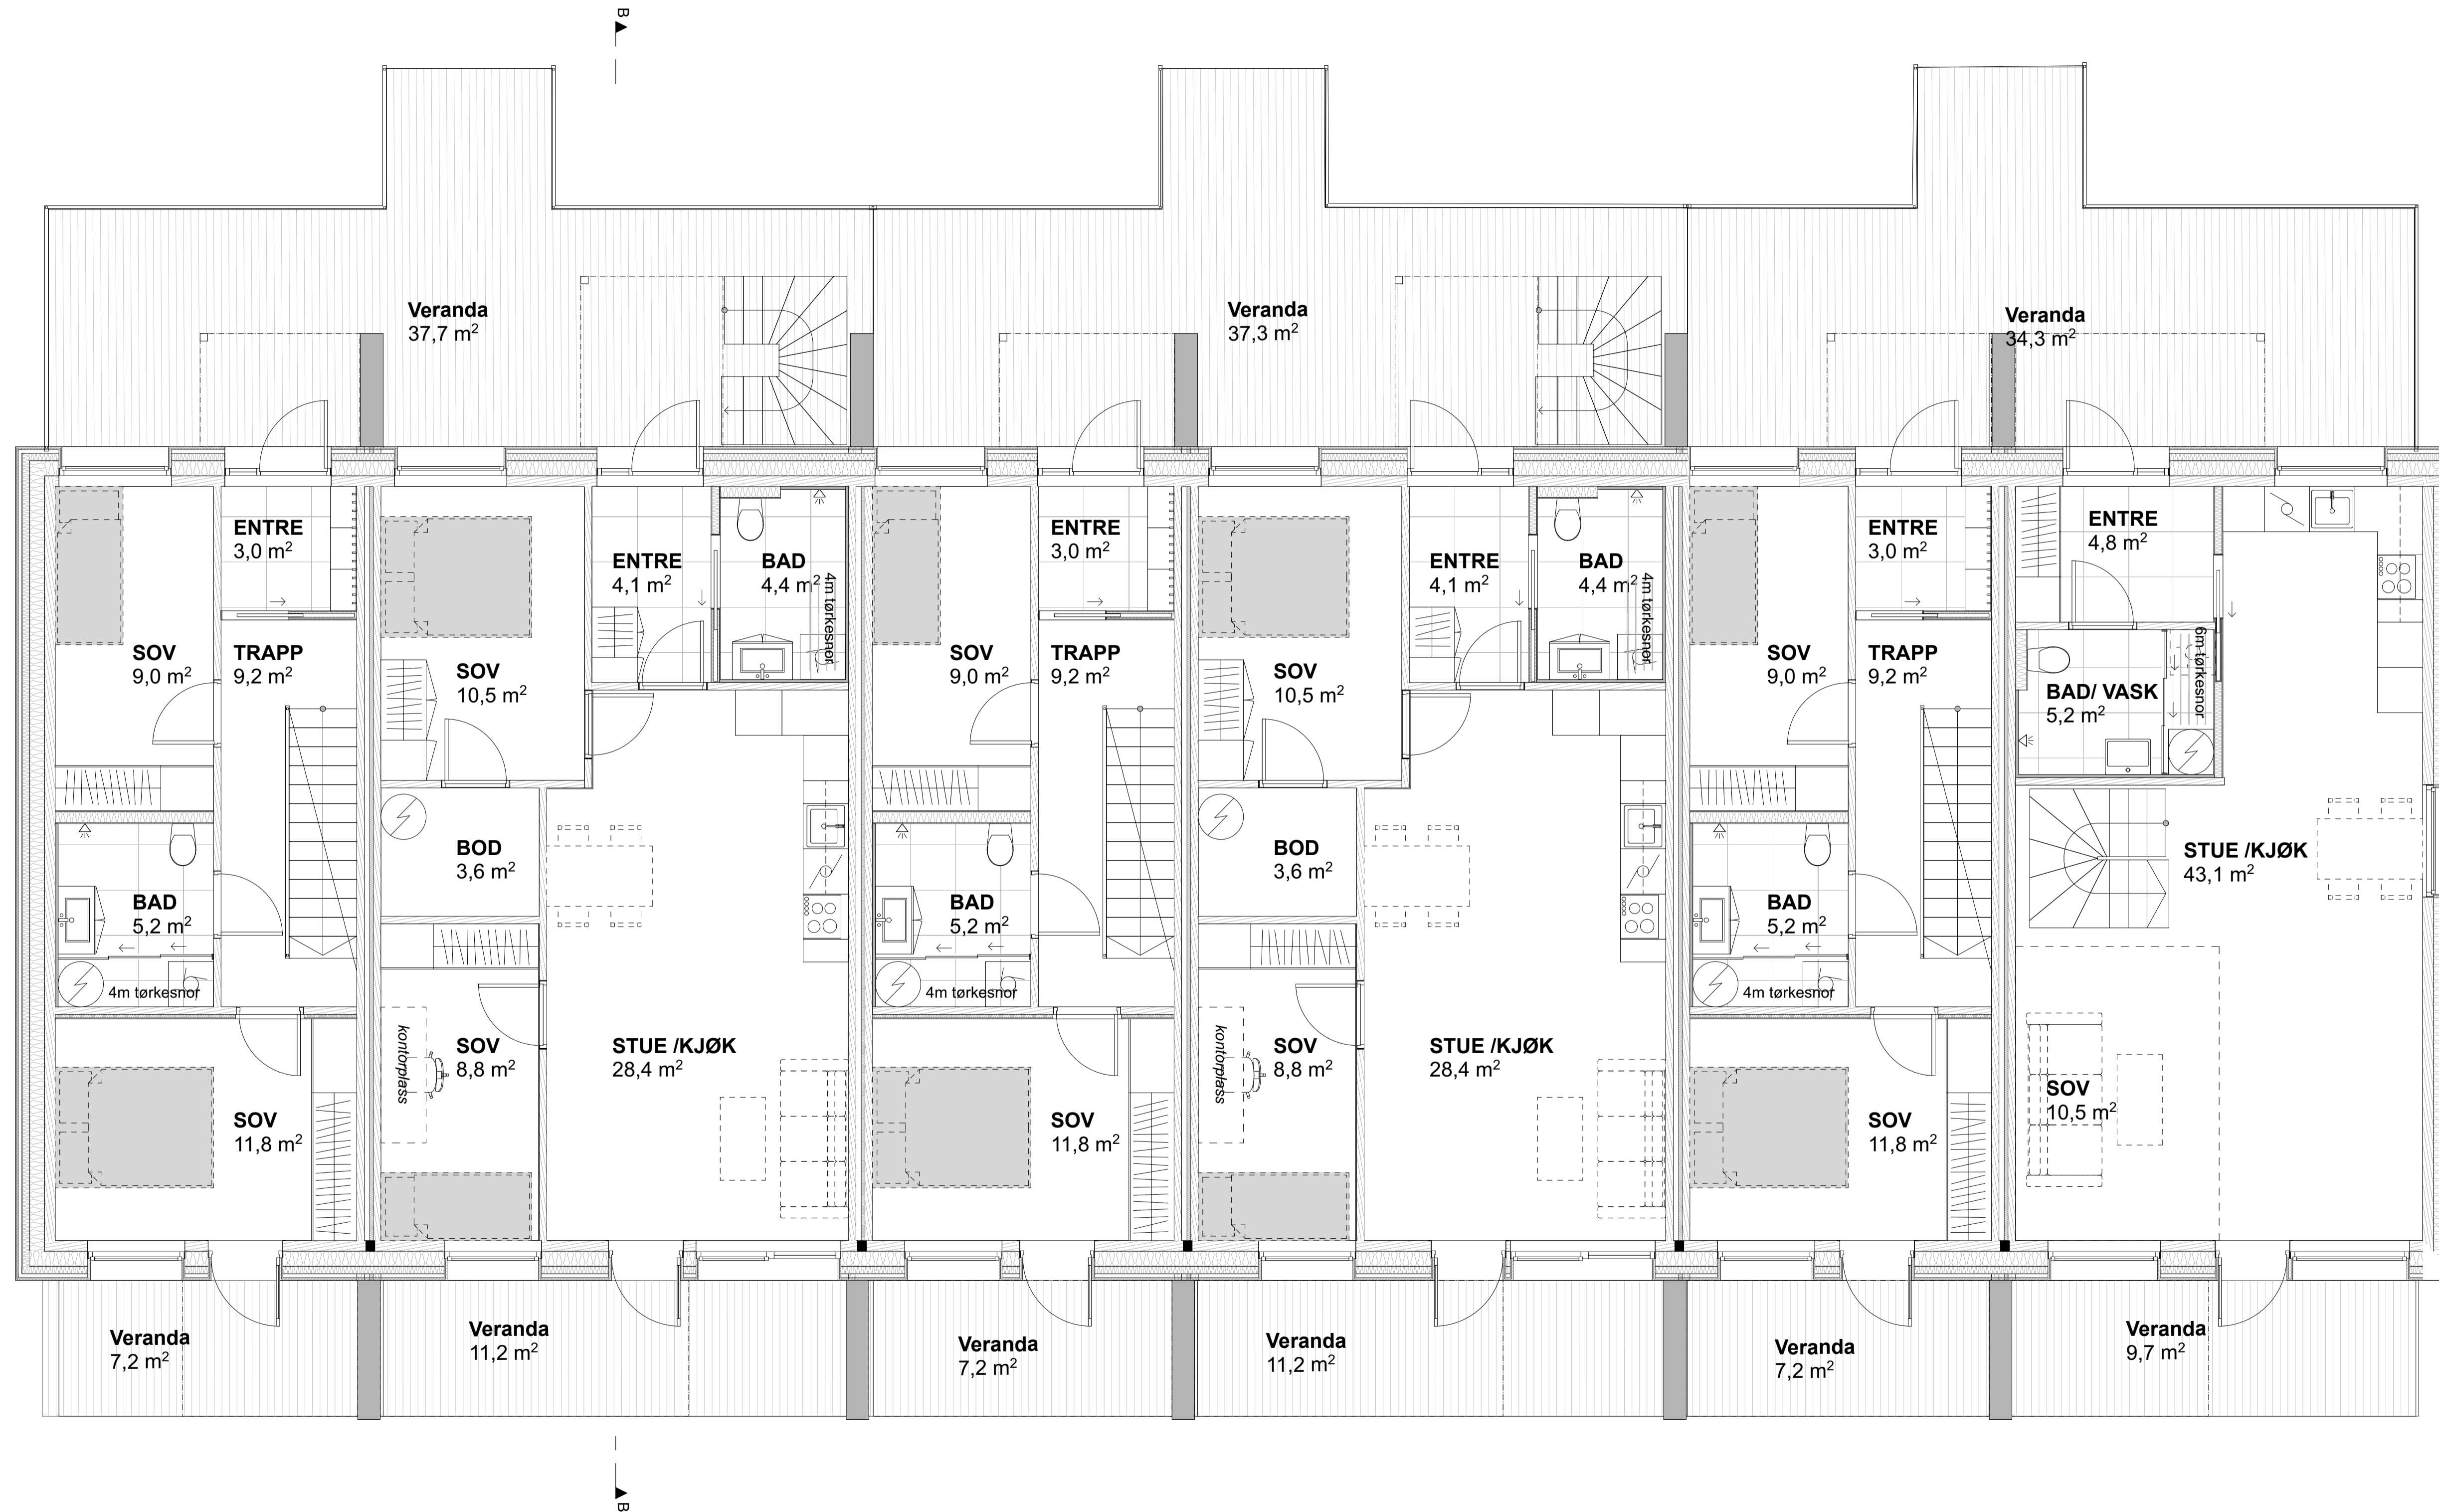 B
Veranda
37,7 m²
Veranda
37,3 m²
Veranda
34,3 m²
ENTRE
3,0 m²
SOV
9,0 m²
TRAPP
9,2 m²
BAD
5,2 m²
4m tørkesnor
SOV
11,8 m²
Veranda
7,2 m²
ENTRE
4,1 m²
BAD
4,4 m²
4m tørkesnor
SOV
10,5 m²
BOD
3,6 m²
kontorplass
SOV
8,8 m²
STUE /KJØK
28,4 m²
Veranda
11,2 m²
ENTRE
3,0 m²
SOV
9,0 m²
TRAPP
9,2 m²
BAD
5,2 m²
4m tørkesnor
SOV
11,8 m²
Veranda
7,2 m²
ENTRE
4,1 m²
BAD
4,4 m²
4m tørkesnor
SOV
10,5 m²
BOD
3,6 m²
kontorplass
SOV
8,8 m²
STUE /KJØK
28,4 m²
Veranda
11,2 m²
ENTRE
3,0 m²
SOV
9,0 m²
TRAPP
9,2 m²
BAD
5,2 m²
4m tørkesnor
SOV
11,8 m²
Veranda
7,2 m²
ENTRE
4,8 m²
BAD/ VASK
5,2 m²
6m tørkesnor
STUE /KJØK
43,1 m²
SOV
10,5 m²
Veranda
9,7 m²
B